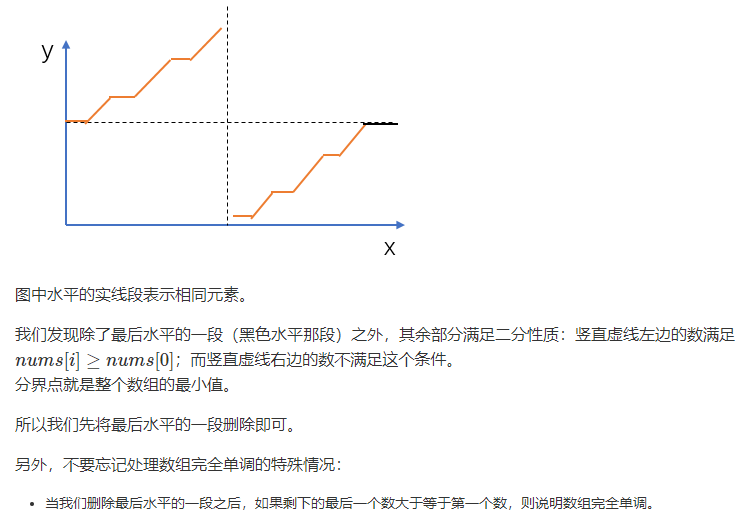 y
x
图中水平的实线段表示相同元素。
我们发现除了最后水平的一段（黑色水平那段）之外，其余部分满足二分性质：竖直虚线左边的数满足
nums[i] ≥ nums[0]；而竖直虚线右边的数不满足这个条件。
分界点就是整个数组的最小值。
所以我们先将最后水平的一段删除即可。
另外，不要忘记处理数组完全单调的特殊情况：
• 当我们删除最后水平的一段之后，如果剩下的最后一个数大于等于第一个数，则说明数组完全单调。